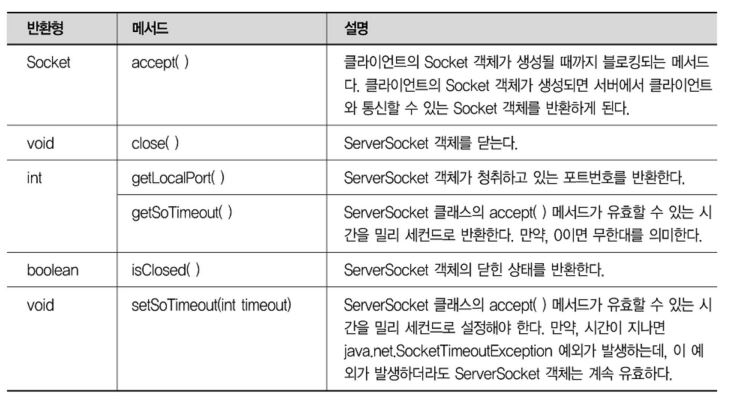 반환형 메서드 설명
Socket accept( ) 클라이언트의 Socket 객체가 생성될 때까지 블로킹되는 메서드
다. 클라이언트의 Socket 객체가 생성되면 서버에서 클라이언트
와 통신할 수 있는 Socket 객체를 반환하게 된다.
void close( ) ServerSocket 객체를 닫는다.
int getLocalPort( ) ServerSocket 객체가 청취하고 있는 포트번호를 반환한다.
getSoTimeout( ) ServerSocket 클래스의 accept( ) 메서드가 유효할 수 있는 시
간을 밀리 세컨드로 반환한다. 만약, 0이면 무한대를 의미한다.
boolean isClosed( ) ServerSocket 객체의 닫힌 상태를 반환한다.
void setSoTimeout(int timeout) ServerSocket 클래스의 accept( ) 메서드가 유효할 수 있는 시
간을 밀리 세컨드로 설정해야 한다. 만약, 시간이 지나면
java.net.SocketTimeoutException 예외가 발생하는데, 이 예
외가 발생하더라도 ServerSocket 객체는 계속 유효하다.